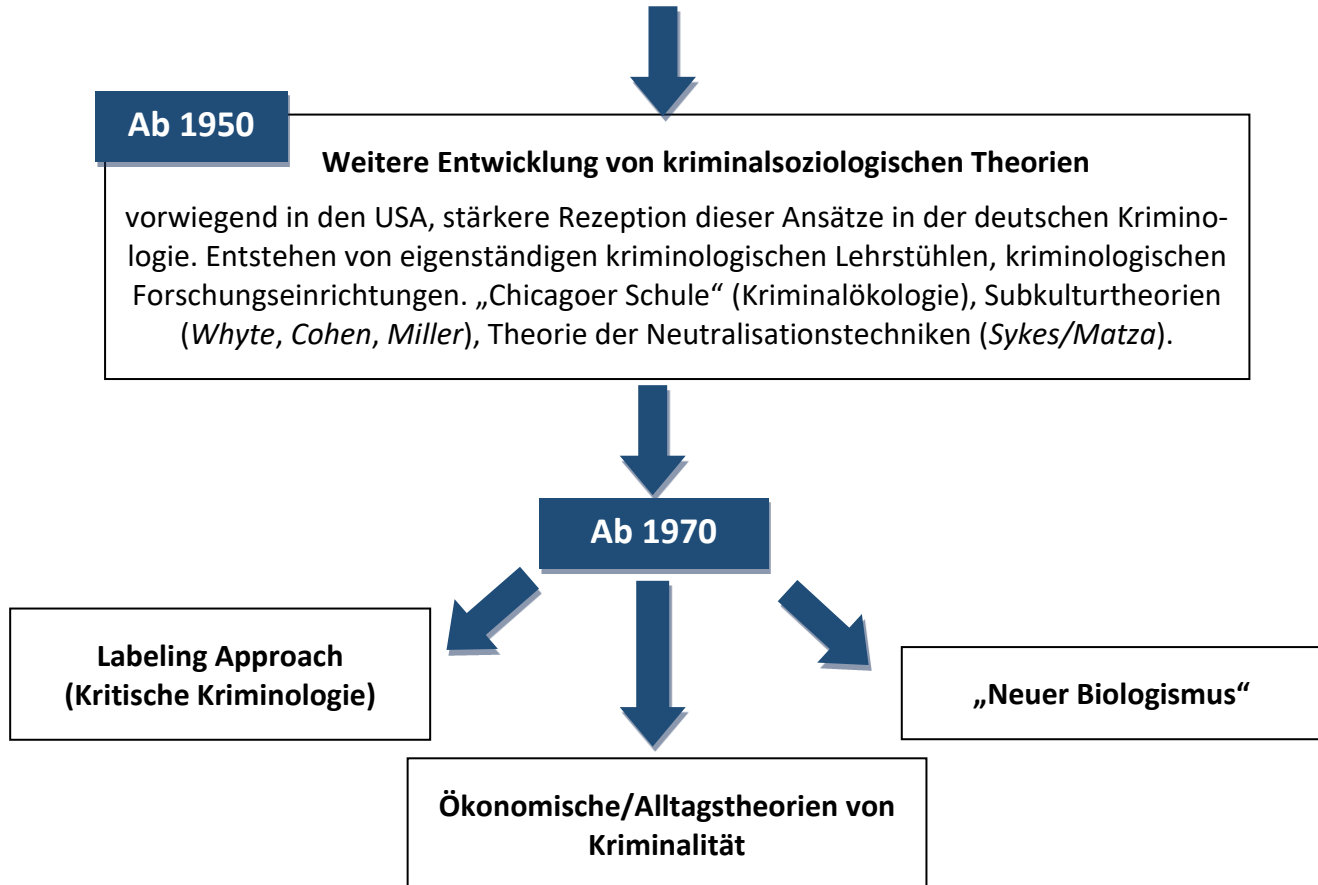 Ab 1950
Weitere Entwicklung von kriminalsoziologischen Theorien
vorwiegend in den USA, stärkere Rezeption dieser Ansätze in der deutschen Krimino-
logie. Entstehen von eigenständigen kriminologischen Lehrstühlen, kriminologischen
Forschungseinrichtungen. „Chicagoer Schule“ (Kriminalökologie), Subkulturtheorien
(Whyte, Cohen, Miller), Theorie der Neutralisationstechniken (Sykes/Matza).
Ab 1970
Labeling Approach
(Kritische Kriminologie)
„Neuer Biologismus“
Ökonomische/Alltagstheorien von
Kriminalität